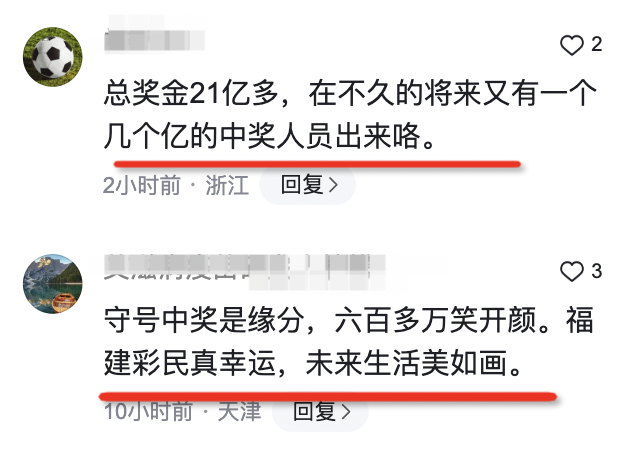 2
总奖金21亿多，在不久的将来又有一个
几个亿的中奖人员出来咯。
2小时前 · 浙江 回复 >
3
守号中奖是缘分，六百多万笑开颜。福
建彩民真幸运，未来生活美如画。
10小时前 · 天津 回复 >